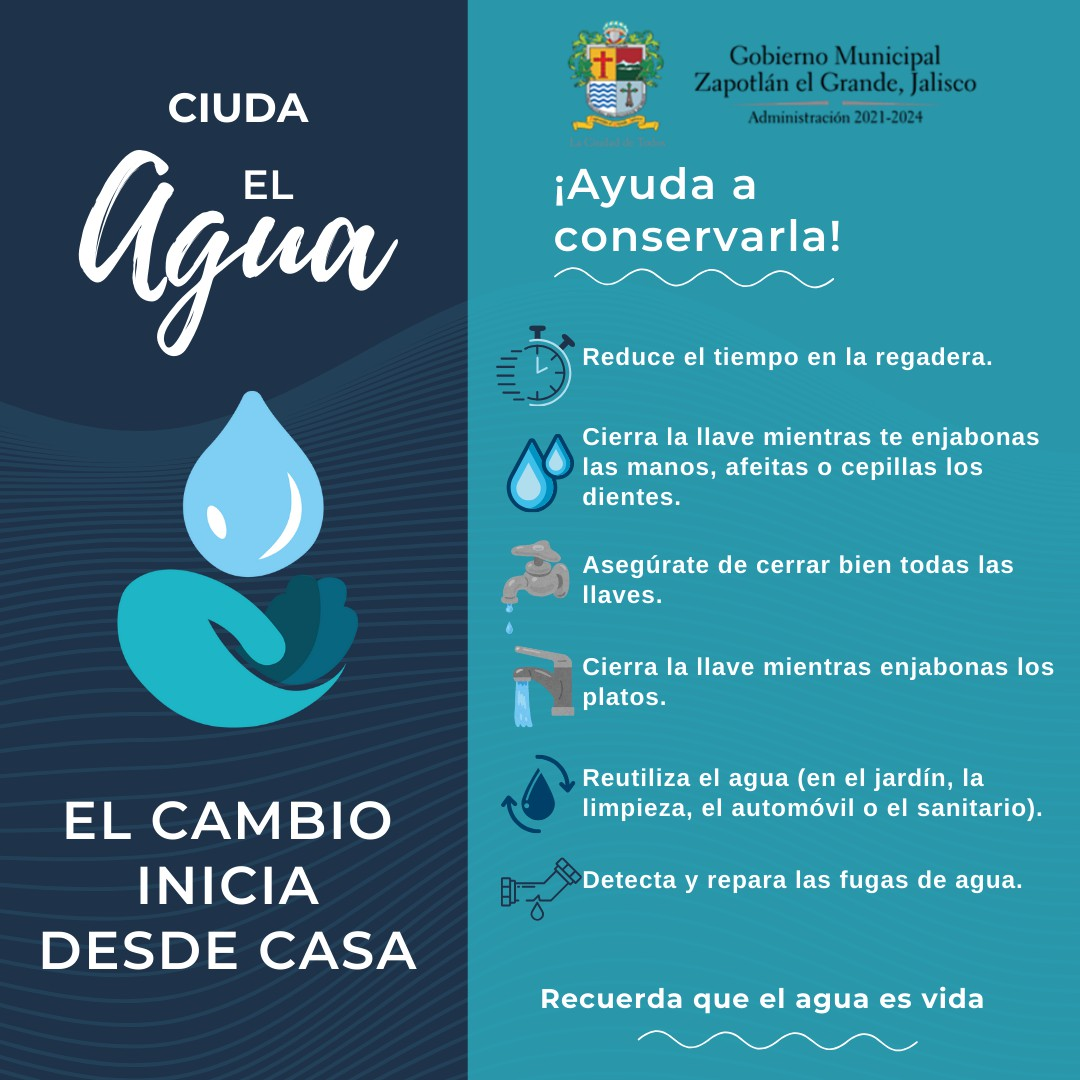 CIUDA
EL
Agua
EL CAMBIO
INICIA
DESDE CASA
Gobierno Municipal
Zapotlán el Grande, Jalisco
Administración 2021-2024
¡Ayuda a
conservarla!
Reduce el tiempo en la regadera.
Cierra la llave mientras te enjabonas
las manos, afeitas o cepillas los
dientes.
Asegúrate de cerrar bien todas las
llaves.
Cierra la llave mientras enjabonas los
platos.
Reutiliza el agua (en el jardín, la
limpieza, el automóvil o el sanitario).
Detecta y repara las fugas de agua.
Recuerda que el agua es vida